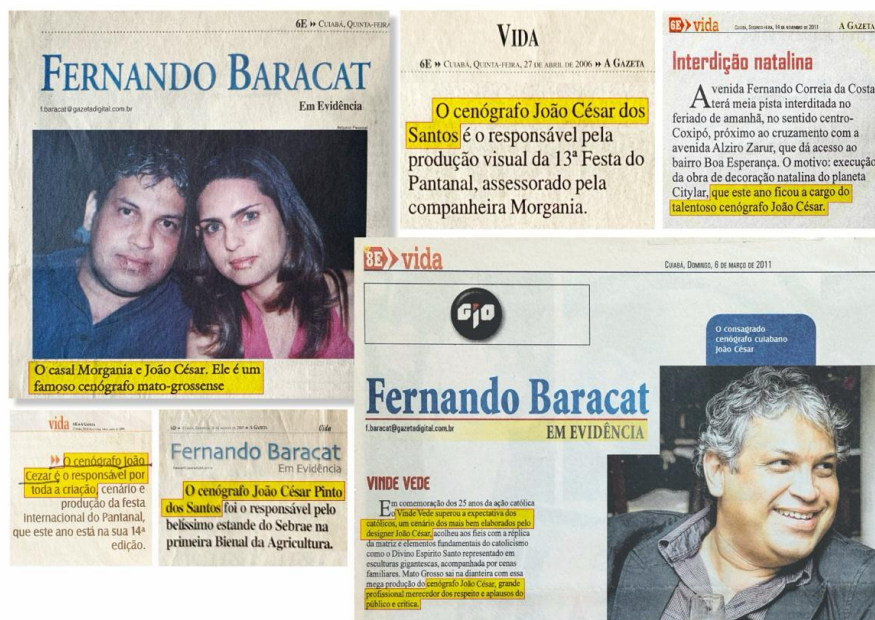 6E ›› Cuiabá, Quinta-feira
Fernando Baracat
f.baracat@gazetadigital.com.br
Em Evidência
O casal Morgania e João César. Ele é um
famoso cenógrafo mato-grossense
Vida
6E ›› Cuiabá, Quinta-feira, 27 de abril de 2006 ›› A Gazeta
O cenógrafo João César dos
Santos é o responsável pela
produção visual da 13ª Festa do
Pantanal, assessorado pela
companheira Morgania.
6E vida
Cuiabá, Segunda-feira, 14 de novembro de 2011
A Gazeta
Interdição natalina
Avenida Fernando Correia da Costa
terá meia pista interditada no
feriado de amanhã, no sentido centro-
Coxipó, próximo ao cruzamento com a
avenida Alziro Zarur, que dá acesso ao
bairro Boa Esperança. O motivo: execução
da obra de decoração natalina do planeta
Citylar, que este ano ficou a cargo do
talentoso cenógrafo João César.
vida
›› O cenógrafo João
Cezar é o responsável por
toda a criação, cenário e
produção da festa
Internacional do Pantanal,
que este ano está na sua 14ª
edição.
Vida
Fernando Baracat
Em Evidência
O cenógrafo João César Pinto
dos Santos foi o responsável pelo
belíssimo estande do Sebrae na
primeira Bienal da Agricultura.
8E vida
Cuiabá, Domingo, 6 de março de 2011
GJO
O consagrado
cenógrafo cuiabano
João César
Fernando Baracat
f.baracat@gazetadigital.com.br
EM EVIDÊNCIA
VINDE VEDE
Em comemoração dos 25 anos da ação católica
o Vinde Vede superou a expectativa dos
católicos, um cenário dos mais bem elaborados pelo
designer João César, acolheu aos fieis com a réplica
da matriz e elementos fundamentais do catolicismo
como o Divino Espirito Santo representado em
esculturas gigantescas, acompanhada por cenas
familiares. Mato Grosso sai na dianteira com essa
mega produção do cenógrafo João César, grande
profissional merecedor dos respeito e aplausos do
público e critica.